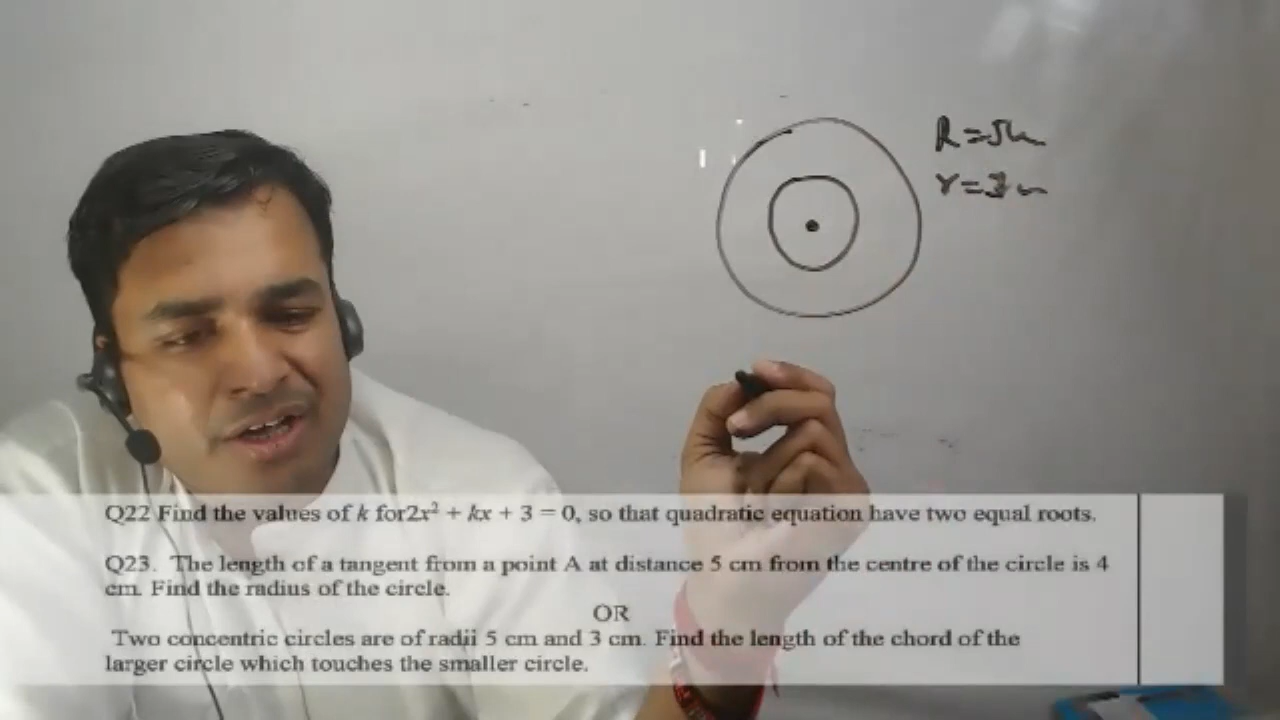 R=5cm
r=3cm
Q22 Find the values of k for2x² + kx + 3 = 0, so that quadratic equation have two equal roots.
Q23. The length of a tangent from a point A at distance 5 cm from the centre of the circle is 4
cm. Find the radius of the circle.
OR
Two concentric circles are of radii 5 cm and 3 cm. Find the length of the chord of the
larger circle which touches the smaller circle.